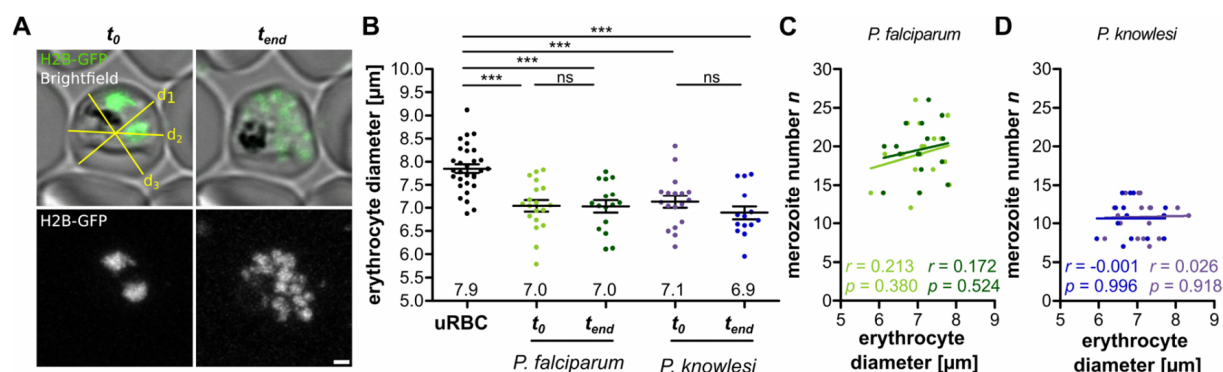 A
t0
tend
H2B-GFP
Brightfield
d1
d2
d3
H2B-GFP
B
***
***
***
*** ns ns
erythrocyte diameter [µm]
10.0
9.5
9.0
8.5
8.0
7.5
7.0
6.5
6.0
5.5
5.0
7.9 7.0 7.0 7.1 6.9
uRBC t0 tend t0 tend
P. falciparum P. knowlesi
C
P. falciparum
merozoite number n
30
25
20
15
10
5
0
r = 0.213 r = 0.172
p = 0.380 p = 0.524
5 6 7 8 9
erythrocyte
diameter [µm]
D
P. knowlesi
merozoite number n
30
25
20
15
10
5
0
r = -0.001 r = 0.026
p = 0.996 p = 0.918
5 6 7 8 9
erythrocyte
diameter [µm]